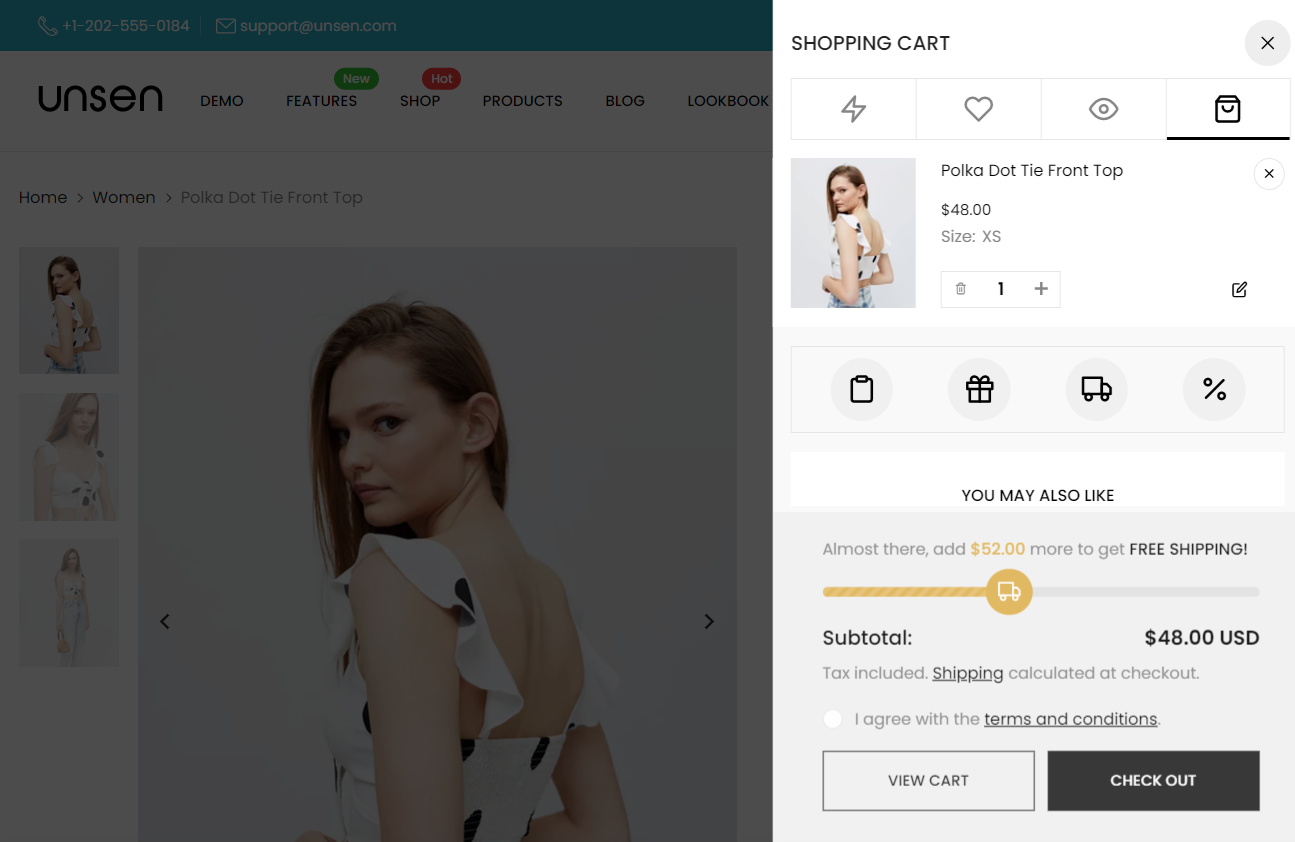 +1-202-555-0184
support@unsen.com
unsen
DEMO
FEATURES
New
SHOP
Hot
PRODUCTS
BLOG
LOOKBOOK
Home > Women > Polka Dot Tie Front Top
SHOPPING CART
Polka Dot Tie Front Top
$48.00
Size: XS
1
YOU MAY ALSO LIKE
Almost there, add $52.00 more to get FREE SHIPPING!
Subtotal: $48.00 USD
Tax included. Shipping calculated at checkout.
I agree with the terms and conditions.
VIEW CART
CHECK OUT